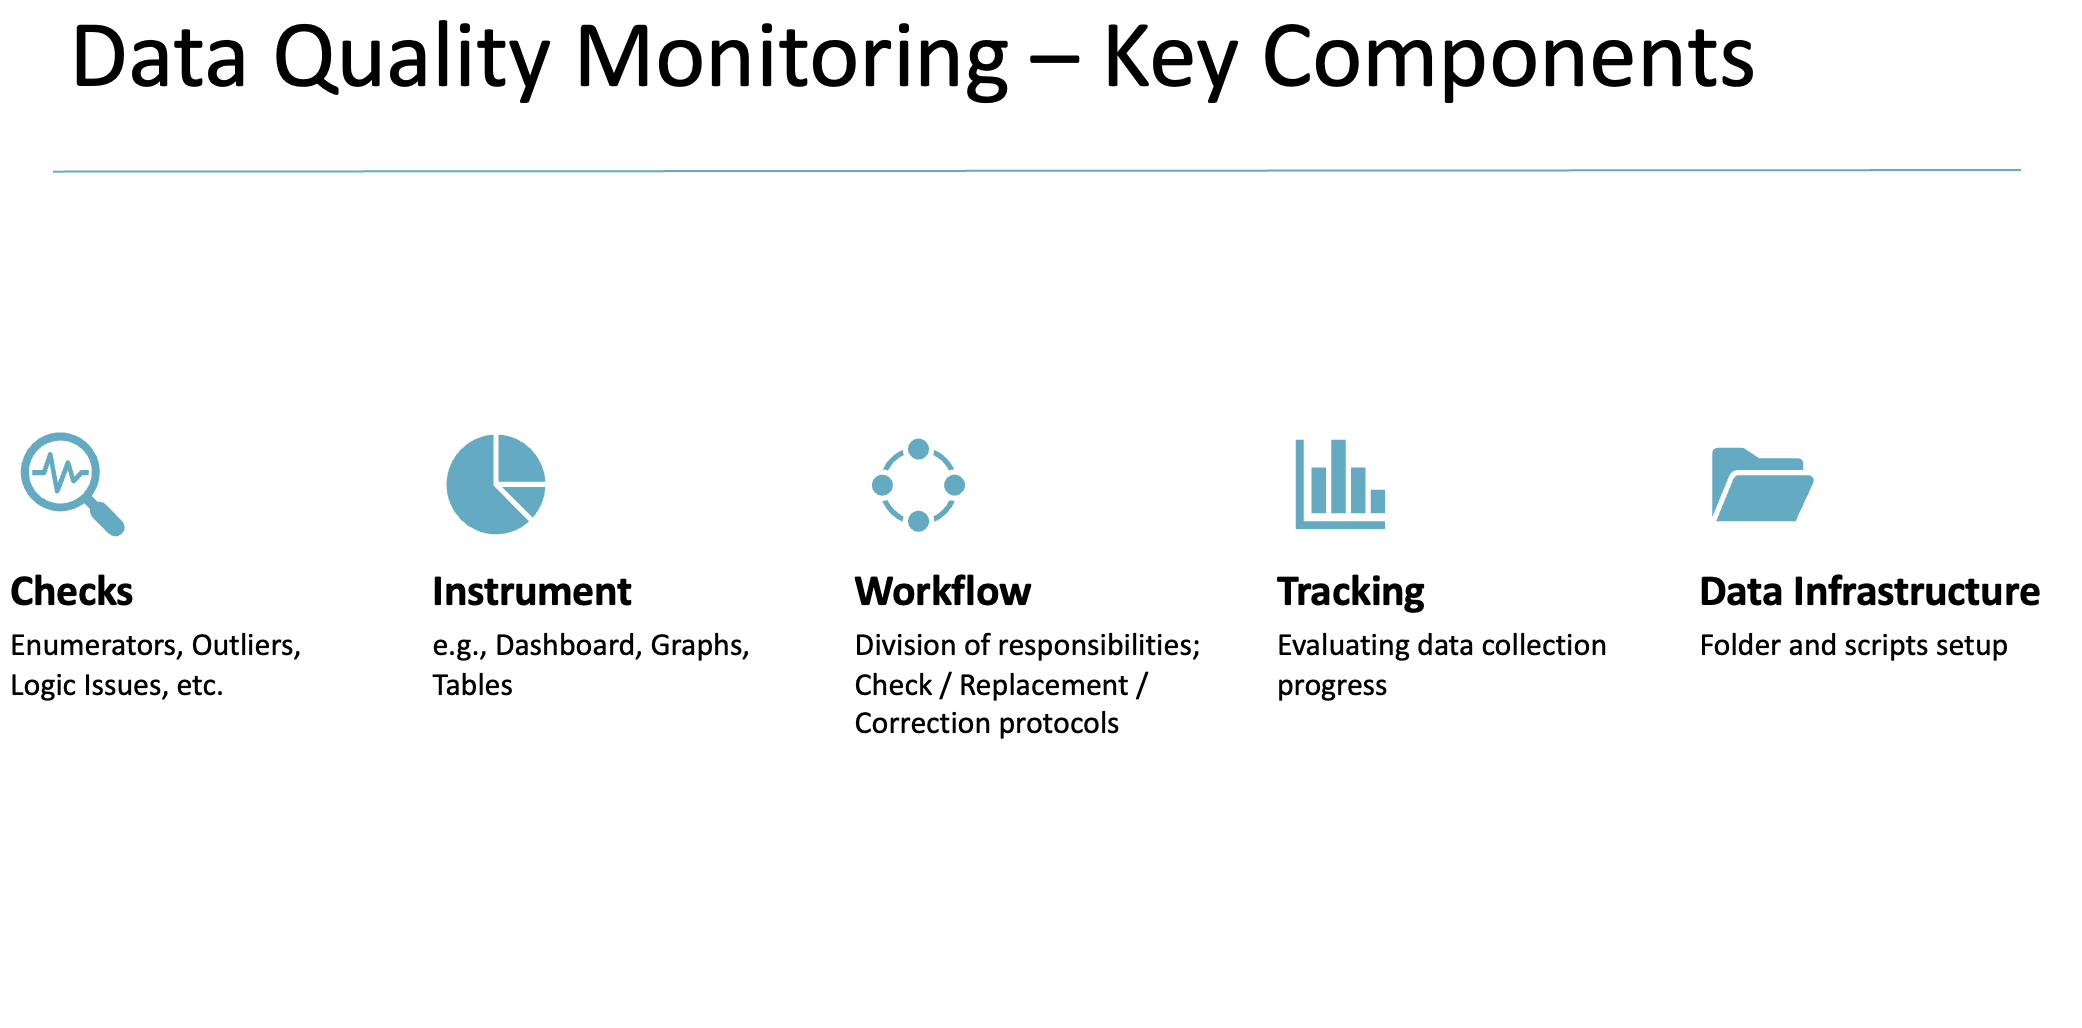 Data Quality Monitoring – Key Components
Checks
Enumerators, Outliers,
Logic Issues, etc.
Instrument
e.g., Dashboard, Graphs,
Tables
Workflow
Division of responsibilities;
Check / Replacement /
Correction protocols
Tracking
Evaluating data collection
progress
Data Infrastructure
Folder and scripts setup